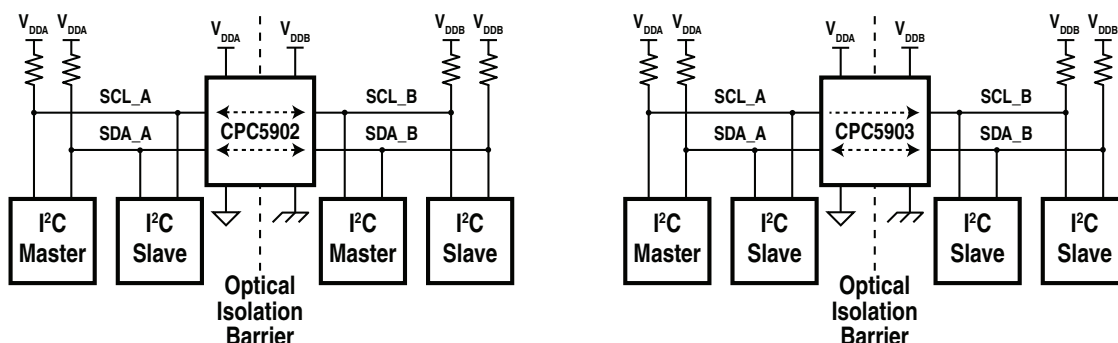 VDDA VDDA VDDA VDDB VDDB VDDB
SCL_A SCL_B
CPC5902
SDA_A SDA_B
I²C Master
I²C Slave
I²C Master
I²C Slave
Optical
Isolation
Barrier
VDDA VDDA VDDA VDDB VDDB VDDB
SCL_A SCL_B
CPC5903
SDA_A SDA_B
I²C Master
I²C Slave
I²C Slave
I²C Slave
Optical
Isolation
Barrier